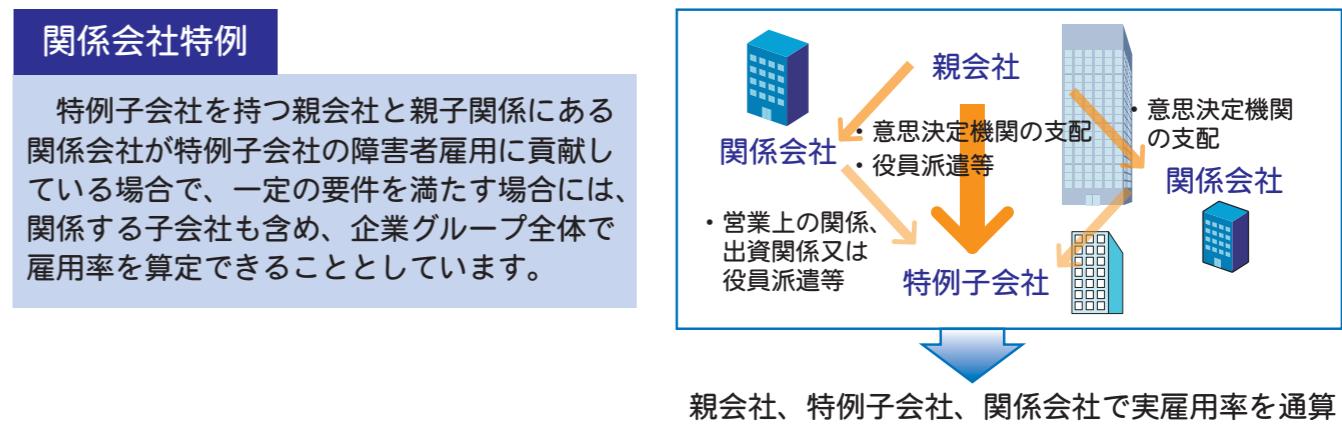 関係会社特例
特例子会社を持つ親会社と親子関係にある
関係会社が特例子会社の障害者雇用に貢献し
ている場合で、一定の要件を満たす場合には、
関係する子会社も含め、企業グループ全体で
雇用率を算定できることとしています。
親会社
関係会社
・意思決定機関の支配
・役員派遣等
・意思決定機関
の支配
関係会社
・営業上の関係、
出資関係又は
役員派遣等
特例子会社
親会社、特例子会社、関係会社で実雇用率を通算